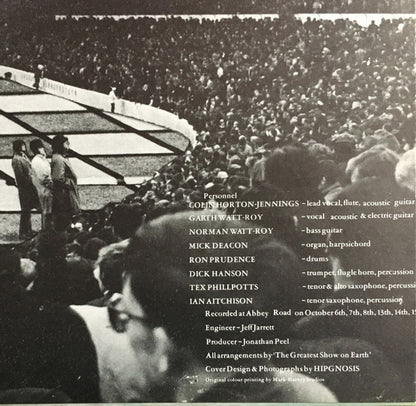 Personnel
COLIN HORTON-JENNINGS – lead vocal, flute, acoustic guitar
GARTH WATT-ROY – vocal acoustic & electric guitar
NORMAN WATT-ROY – bass guitar
MICK DEACON – organ, harpsichord
RON PRUDENCE – drums
DICK HANSON – trumpet, flugle horn, percussion
TEX PHILLPOTTS – tenor & alto saxophone, percussi
IAN AITCHISON – tenor saxophone, percussion
Recorded at Abbey Road on October 6th, 7th, 8th, 13th, 14th, 15
Engineer – Jeff Jarrett
Producer – Jonathan Peel
All arrangements by 'The Greatest Show on Earth'
Cover Design & Photographs by HIPGNOSIS
Original colour printing by Mark Harvey Studios